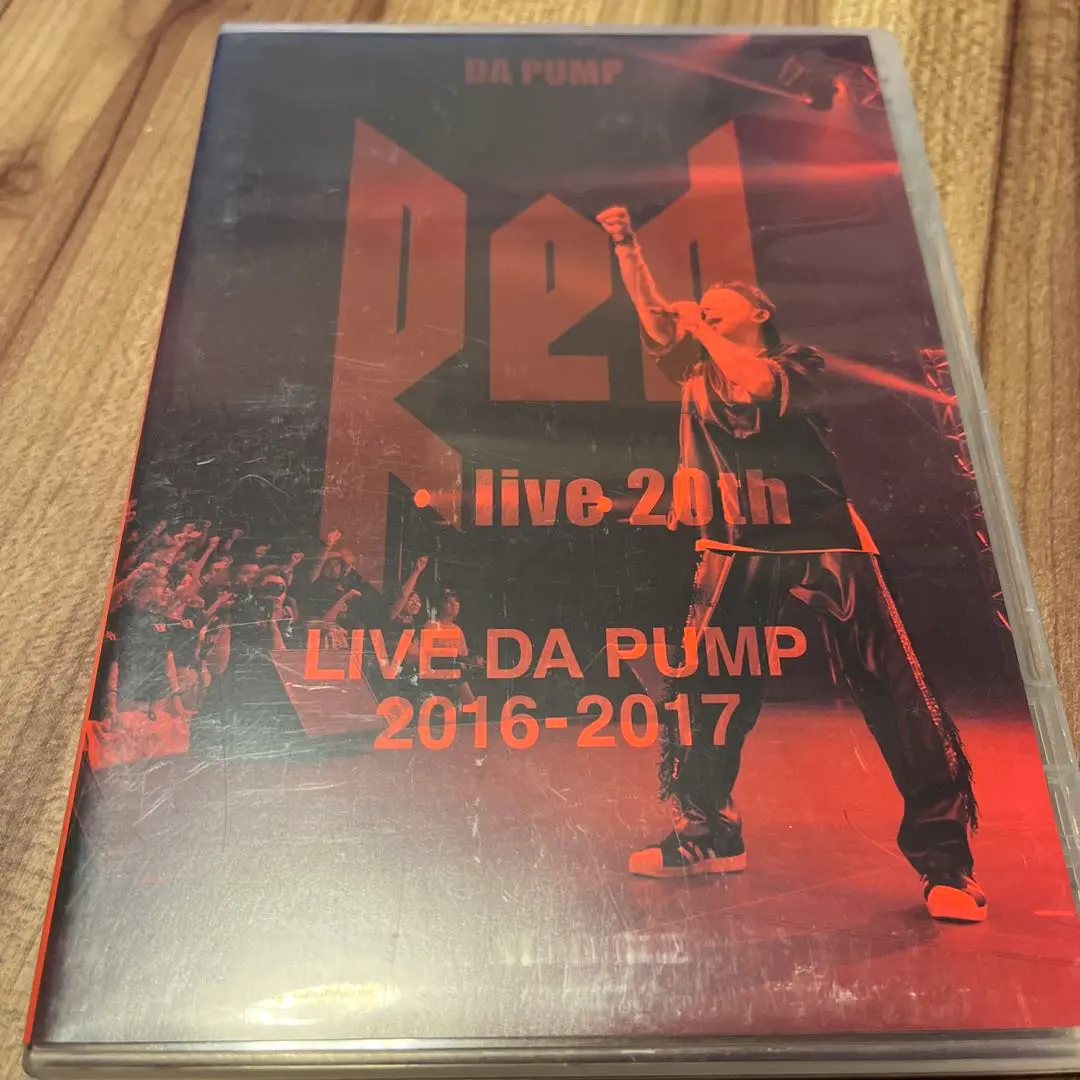 DA PUMP
Red
live 20th
LIVE DA PUMP
2016-2017